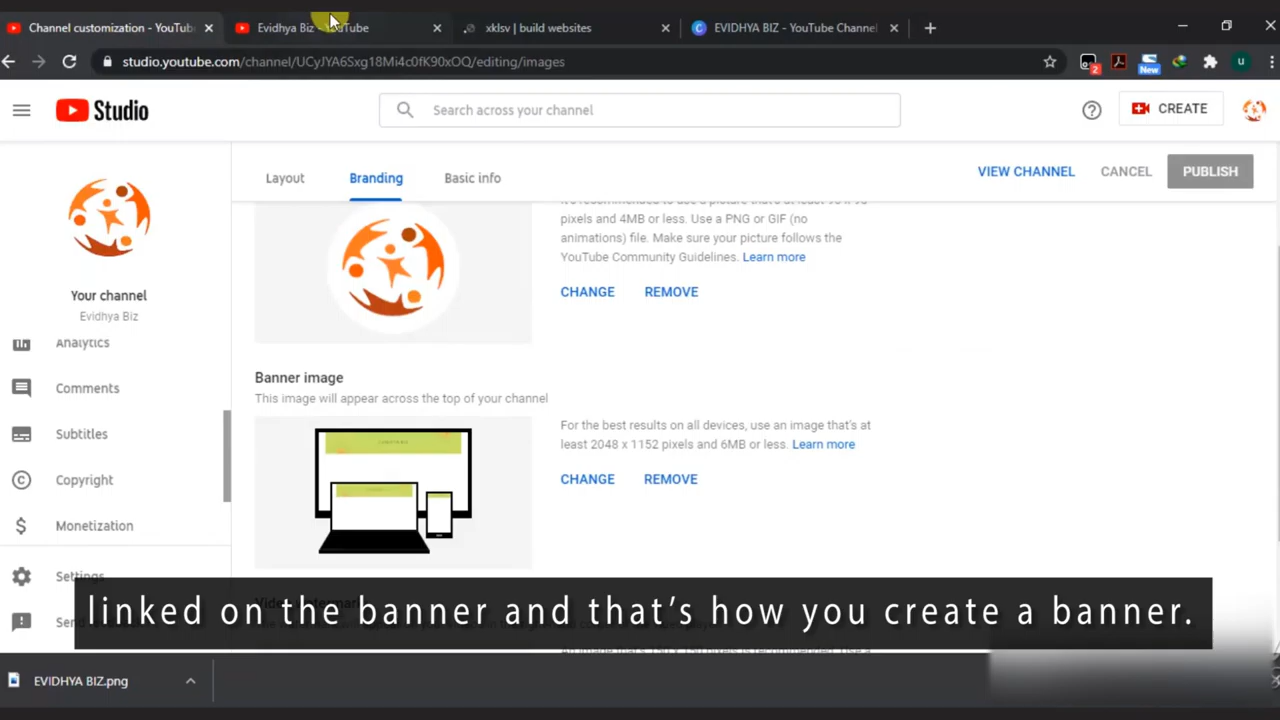 Channel customization - YouTub
Evidhya Biz - YouTube
xklsv | build websites
EVIDHYA BIZ - YouTube Channel
studio.youtube.com/channel/UCyJYA6Sxg18Mi4c0fK90xOQ/editing/images
2
New
u
Studio
Search across your channel
CREATE
Layout
Branding
Basic info
VIEW CHANNEL
CANCEL
PUBLISH
pixels and 4MB or less. Use a PNG or GIF (no
animations) file. Make sure your picture follows the
YouTube Community Guidelines. Learn more
CHANGE
REMOVE
Your channel
Evidhya Biz
Analytics
Comments
Subtitles
Copyright
Monetization
Settings
Banner image
This image will appear across the top of your channel
For the best results on all devices, use an image that's at
least 2048 x 1152 pixels and 6MB or less. Learn more
CHANGE
REMOVE
linked on the banner and that's how you create a banner.
EVIDHYA BIZ.png